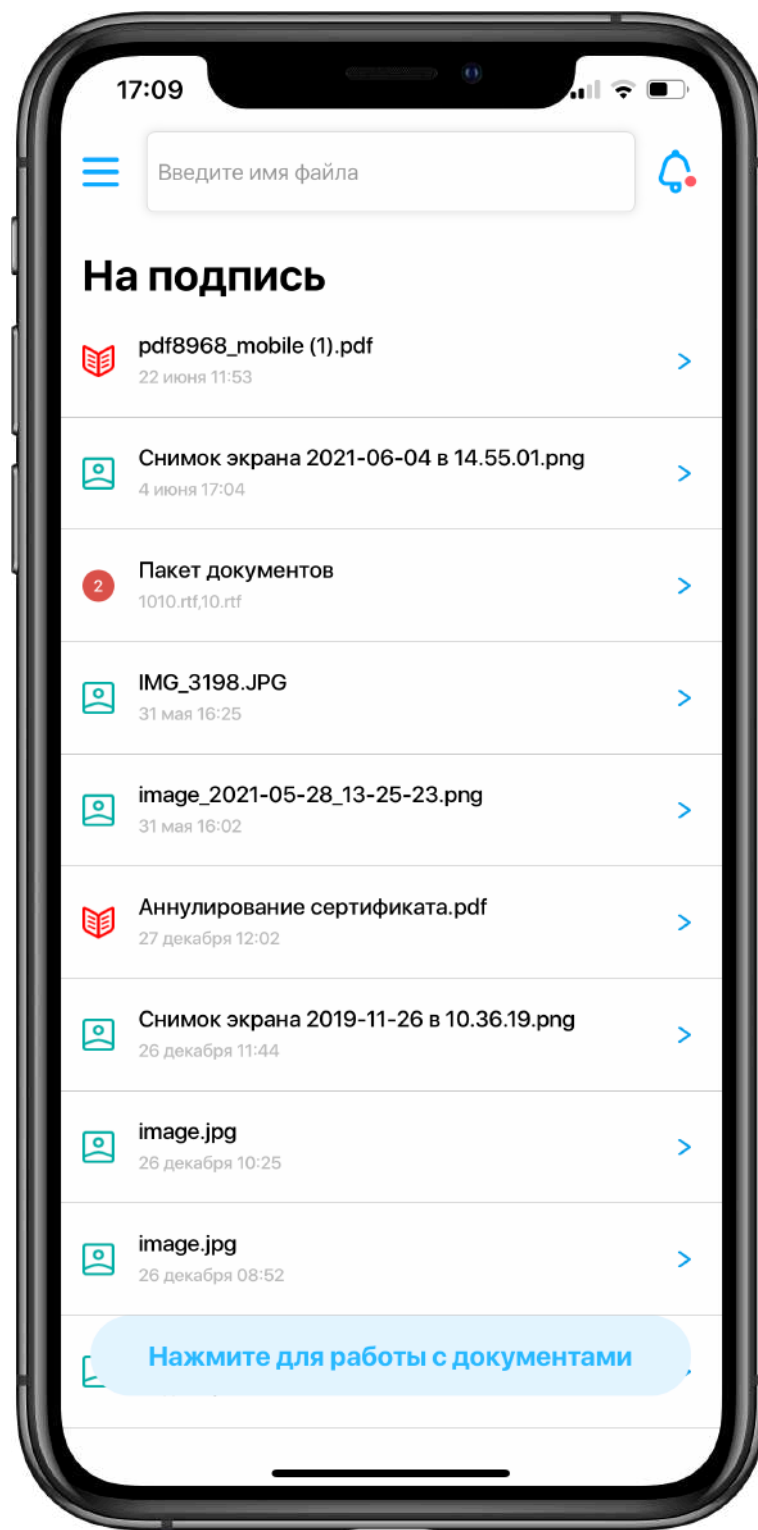 17:09
Введите имя файла
На подпись
pdf8968_mobile (1).pdf
22 июня 11:53
Снимок экрана 2021-06-04 в 14.55.01.png
4 июня 17:04
2
Пакет документов
1010.rtf,10.rtf
IMG_3198.JPG
31 мая 16:25
image_2021-05-28_13-25-23.png
31 мая 16:02
Аннулирование сертификата.pdf
27 декабря 12:02
Снимок экрана 2019-11-26 в 10.36.19.png
26 декабря 11:44
image.jpg
26 декабря 10:25
image.jpg
26 декабря 08:52
Нажмите для работы с документами